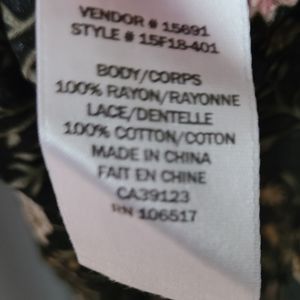 VENDOR # 15691
STYLE # 15F18-401
BODY/CORPS
100% RAYON/RAYONNE
LACE/DENTELLE
100% COTTON/COTON
MADE IN CHINA
FAIT EN CHINE
CA39123
RN 106517